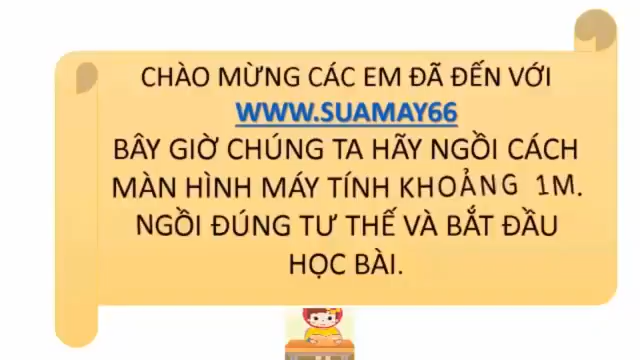 CHÀO MỪNG CÁC EM ĐÃ ĐẾN VỚI
WWW.SUAMAY66
BÂY GIỜ CHÚNG TA HÃY NGỒI CÁCH
MÀN HÌNH MÁY TÍNH KHOẢNG 1M.
NGỒI ĐÚNG TƯ THẾ VÀ BẮT ĐẦU
HỌC BÀI.